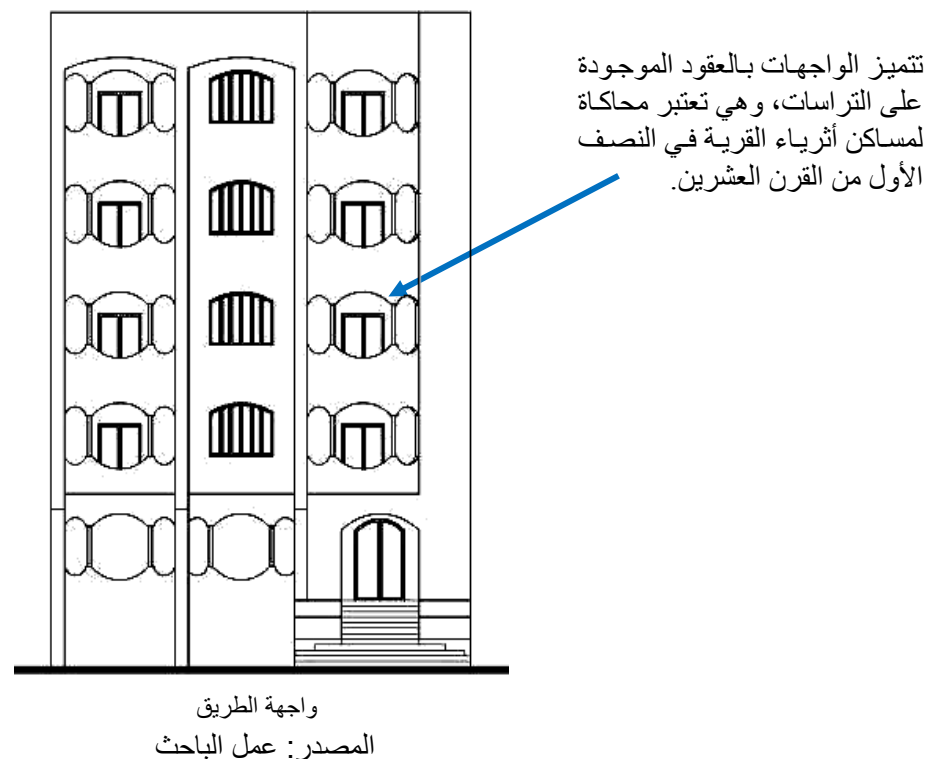 تتميز الواجهات بالعقود الموجودة
على التراسات، وهي تعتبر محاكاة
لمساكن أثرياء القرية في النصف
الأول من القرن العشرين.
واجهة الطريق
المصدر: عمل الباحث